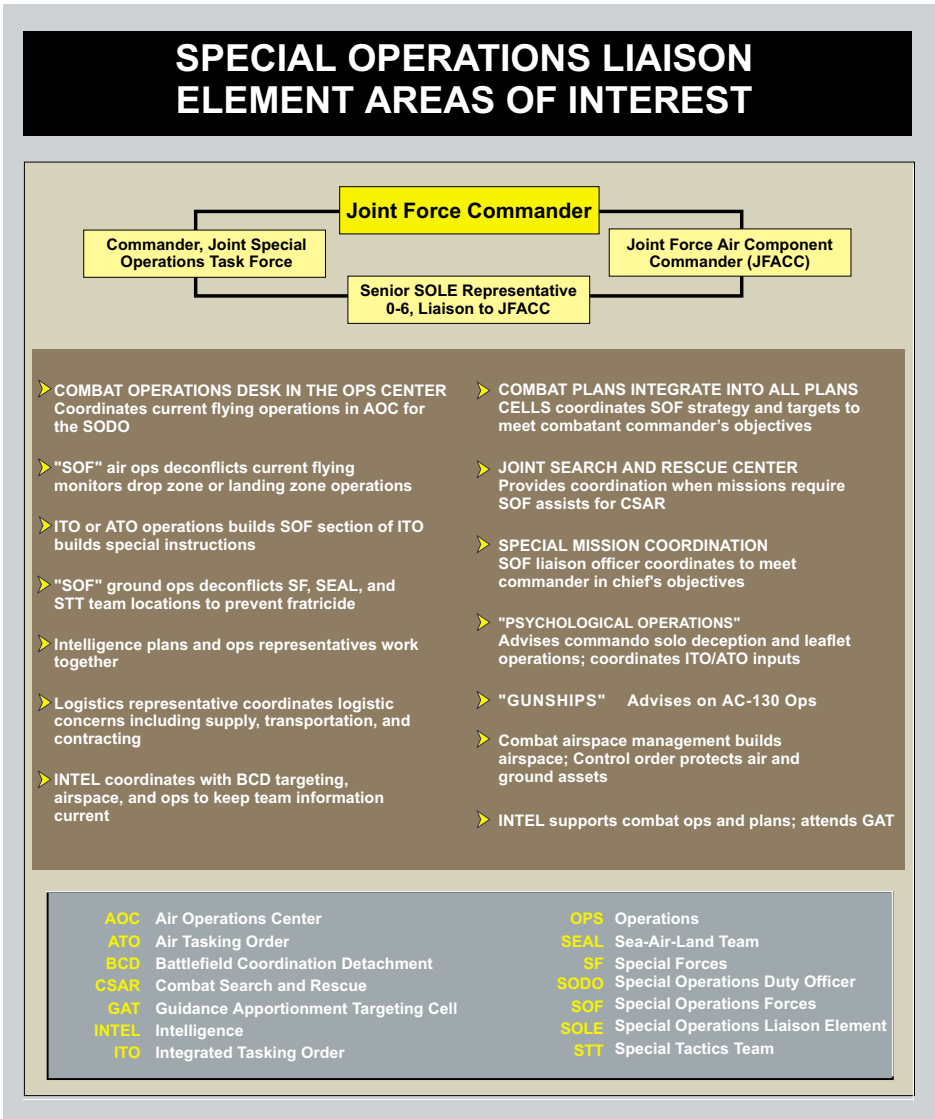 SPECIAL OPERATIONS LIAISON
ELEMENT AREAS OF INTEREST
Joint Force Commander
Commander, Joint Special
Operations Task Force
Joint Force Air Component
Commander (JFACC)
Senior SOLE Representative
0-6, Liaison to JFACC
COMBAT OPERATIONS DESK IN THE OPS CENTER
Coordinates current flying operations in AOC for
the SODO
"SOF" air ops deconflicts current flying
monitors drop zone or landing zone operations
ITO or ATO operations builds SOF section of ITO
builds special instructions
"SOF" ground ops deconflicts SF, SEAL, and
STT team locations to prevent fratricide
Intelligence plans and ops representatives work
together
Logistics representative coordinates logistic
concerns including supply, transportation, and
contracting
INTEL coordinates with BCD targeting,
airspace, and ops to keep team information
current
COMBAT PLANS INTEGRATE INTO ALL PLANS
CELLS coordinates SOF strategy and targets to
meet combatant commander’s objectives
JOINT SEARCH AND RESCUE CENTER
Provides coordination when missions require
SOF assists for CSAR
SPECIAL MISSION COORDINATION
SOF liaison officer coordinates to meet
commander in chief's objectives
"PSYCHOLOGICAL OPERATIONS"
Advises commando solo deception and leaflet
operations; coordinates ITO/ATO inputs
"GUNSHIPS" Advises on AC-130 Ops
Combat airspace management builds
airspace; Control order protects air and
ground assets
INTEL supports combat ops and plans; attends GAT
AOC Air Operations Center
ATO Air Tasking Order
BCD Battlefield Coordination Detachment
CSAR Combat Search and Rescue
GAT Guidance Apportionment Targeting Cell
INTEL Intelligence
ITO Integrated Tasking Order
OPS Operations
SEAL Sea-Air-Land Team
SF Special Forces
SODO Special Operations Duty Officer
SOF Special Operations Forces
SOLE Special Operations Liaison Element
STT Special Tactics Team